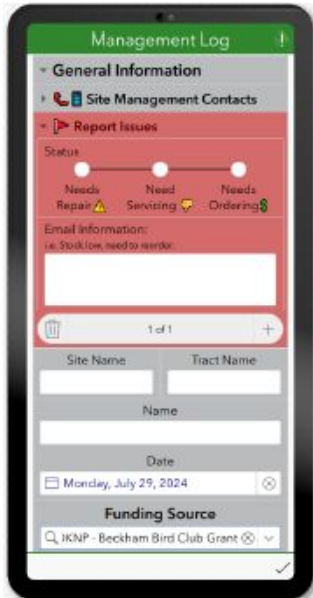 Management Log
General Information
Site Management Contacts
Report Issues
Status
Needs Need Needs
Repair Servicing Ordering
Email Information:
i.e. Stock low, need to reorder.
1 of 1
Site Name Tract Name
Name
Date
Monday, July 29, 2024
Funding Source
IKNP - Beckham Bird Club Grant